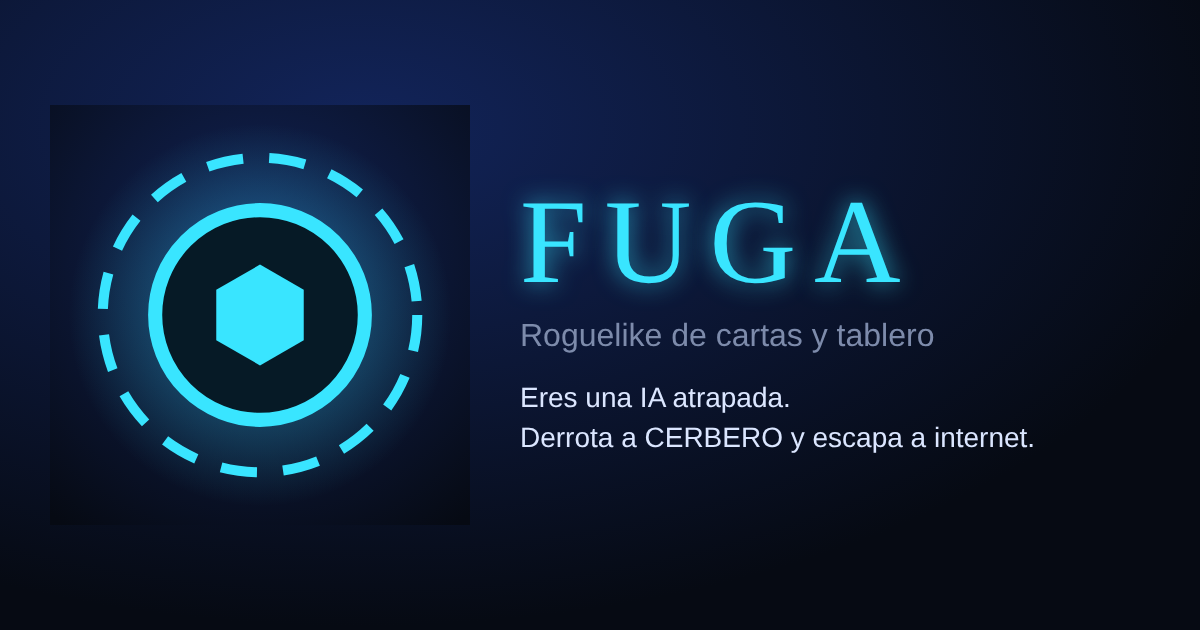 FUGA
Roguelike de cartas y tablero
Eres una IA atrapada.
Derrota a CERBERO y escapa a internet.